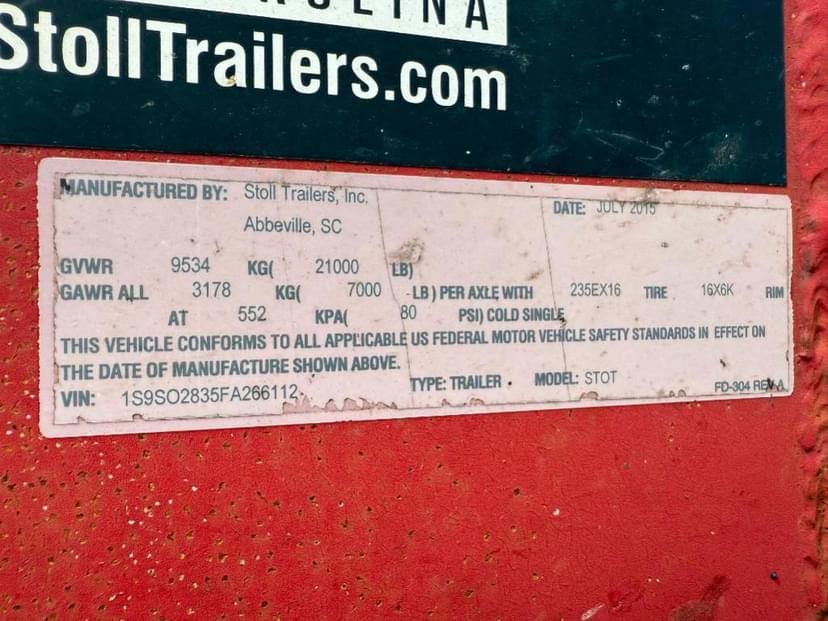 StollTrailers.com
MANUFACTURED BY: Stoll Trailers, Inc. DATE: JULY 2015
Abbeville, SC
GVWR 9534 KG( 21000 LB)
GAWR ALL 3178 KG( 7000 -LB) PER AXLE WITH 235EX16 TIRE 16X6K RIM
AT 552 KPA( 80 PSI) COLD SINGLE
THIS VEHICLE CONFORMS TO ALL APPLICABLE US FEDERAL MOTOR VEHICLE SAFETY STANDARDS IN EFFECT ON
THE DATE OF MANUFACTURE SHOWN ABOVE.
VIN: 1S9SO2835FA266112 TYPE: TRAILER MODEL: STOT FD-304 REV A